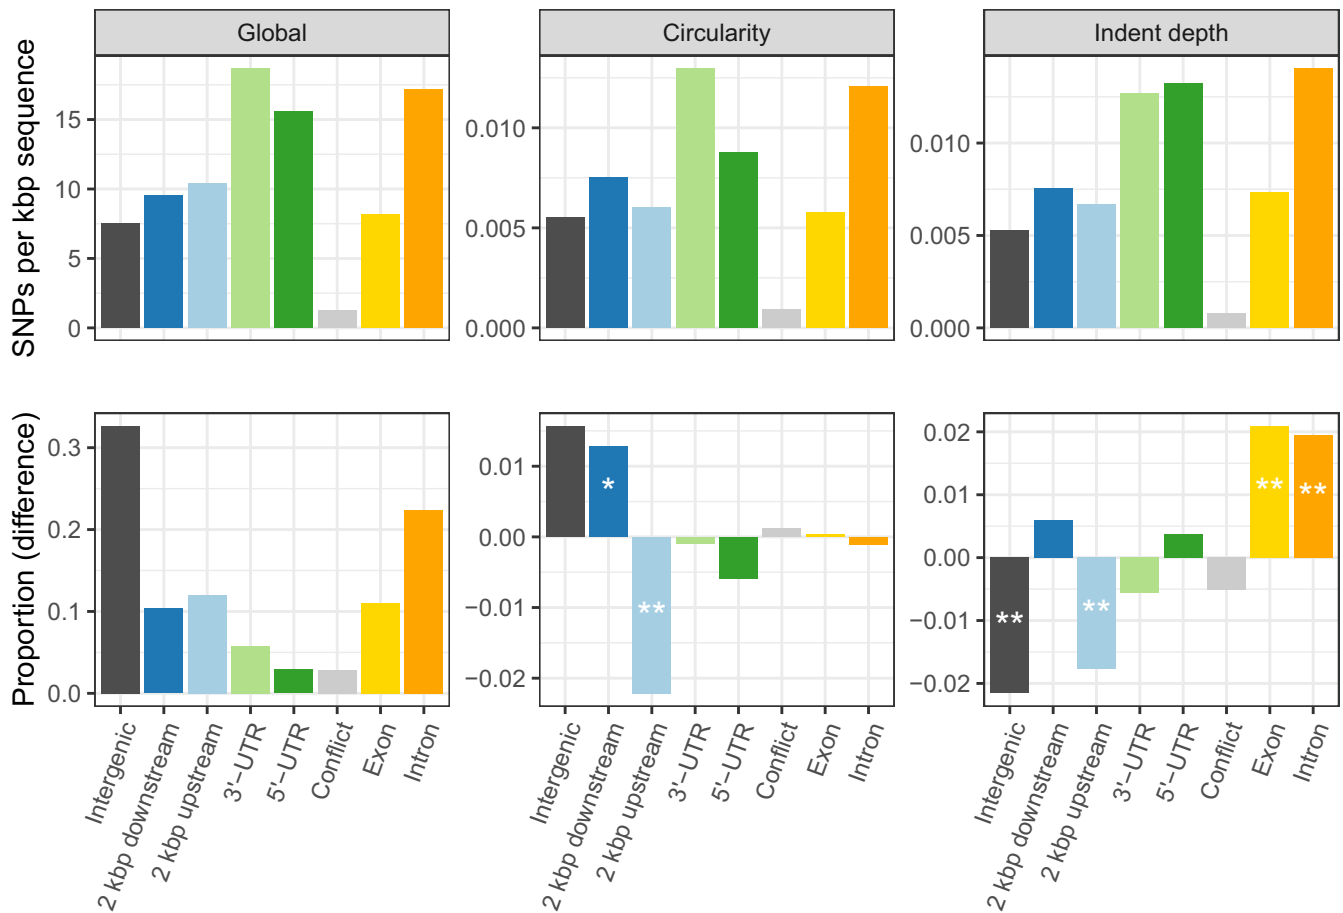 Global
Circularity
Indent depth
SNPs per kbp sequence
15
10
5
0
0.010
0.005
0.000
0.010
0.005
0.000
Proportion (difference)
0.3
0.2
0.1
0.0
0.01
0.00
−0.01
−0.02
*
**
0.02
0.01
0.00
−0.01
−0.02
**
**
**
**
Intergenic
2 kbp downstream
2 kbp upstream
3'−UTR
5'−UTR
Conflict
Exon
Intron
Intergenic
2 kbp downstream
2 kbp upstream
3'−UTR
5'−UTR
Conflict
Exon
Intron
Intergenic
2 kbp downstream
2 kbp upstream
3'−UTR
5'−UTR
Conflict
Exon
Intron